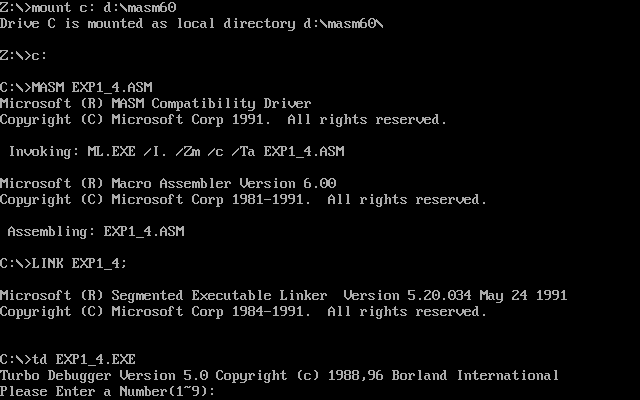 Z:\>mount c: d:\masm60
Drive C is mounted as local directory d:\masm60\
Z:\>c:
C:\>MASM EXP1_4.ASM
Microsoft (R) MASM Compatibility Driver
Copyright (C) Microsoft Corp 1991.  All rights reserved.
 Invoking: ML.EXE /I. /Zm /c /Ta EXP1_4.ASM
Microsoft (R) Macro Assembler Version 6.00
Copyright (C) Microsoft Corp 1981-1991.  All rights reserved.
 Assembling: EXP1_4.ASM
C:\>LINK EXP1_4;
Microsoft (R) Segmented Executable Linker  Version 5.20.034 May 24 1991
Copyright (C) Microsoft Corp 1984-1991.  All rights reserved.
C:\>td EXP1_4.EXE
Turbo Debugger Version 5.0 Copyright (c) 1988,96 Borland International
Please Enter a Number(1~9):